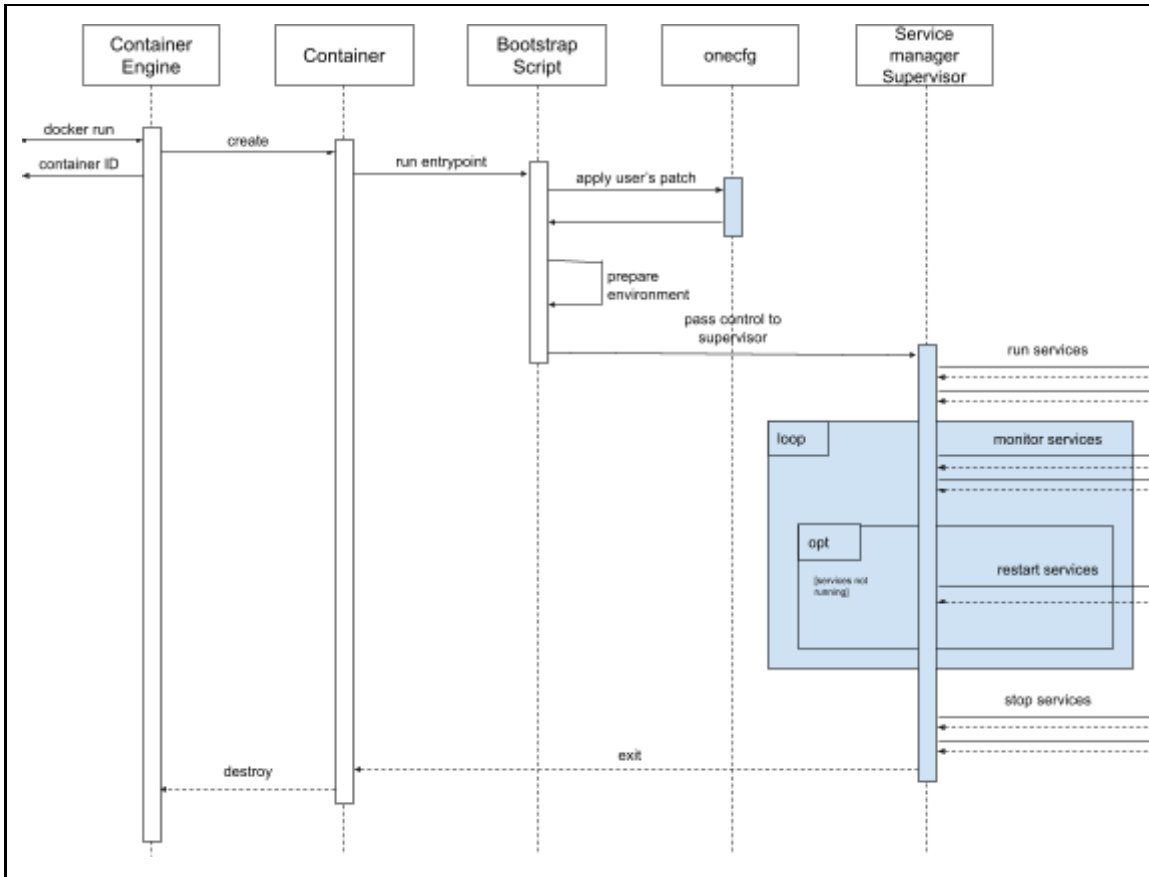 Container
Engine
Container
Bootstrap
Script
onecfg
Service
manager
Supervisor
docker run
create
container ID
run entrypoint
apply user's patch
prepare
environment
pass control to
supervisor
run services
loop
monitor services
opt
[services not
running]
restart services
stop services
exit
destroy